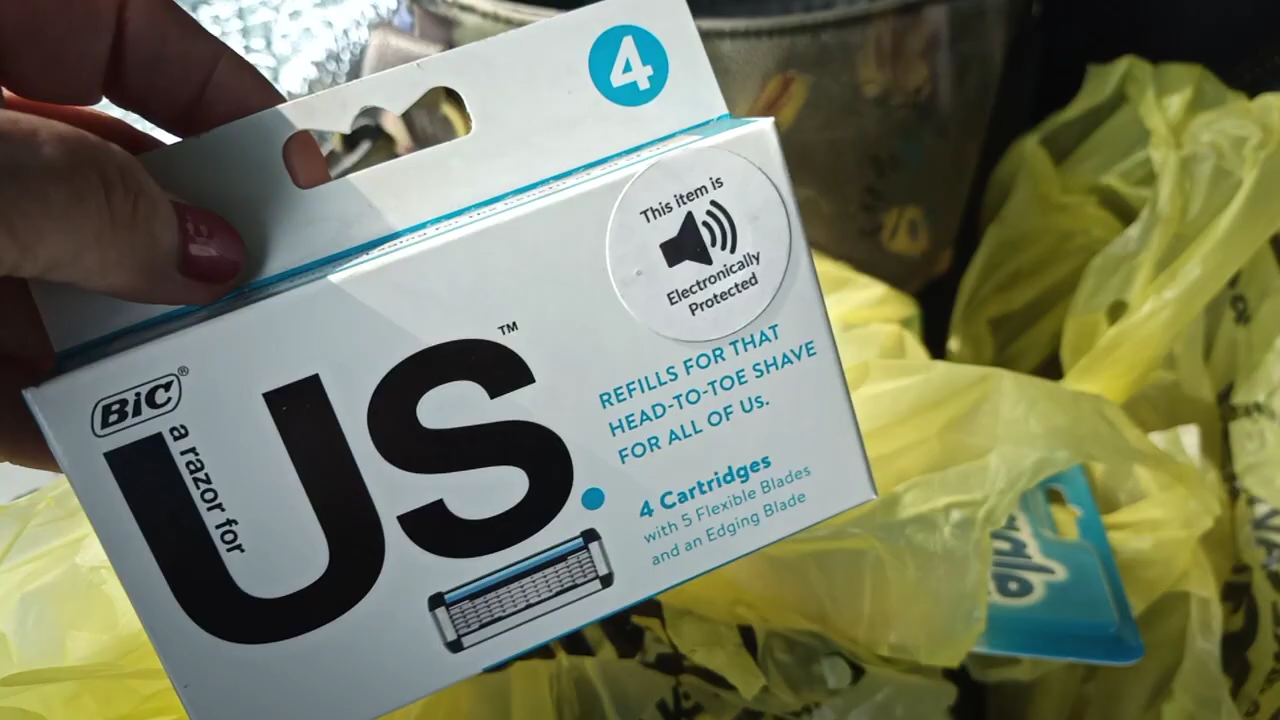 4
This item is
Electronically
Protected
BiC®
a razor for
US.™
REFILLS FOR THAT
HEAD-TO-TOE SHAVE
FOR ALL OF Us.
4 Cartridges
with 5 Flexible Blades
and an Edging Blade